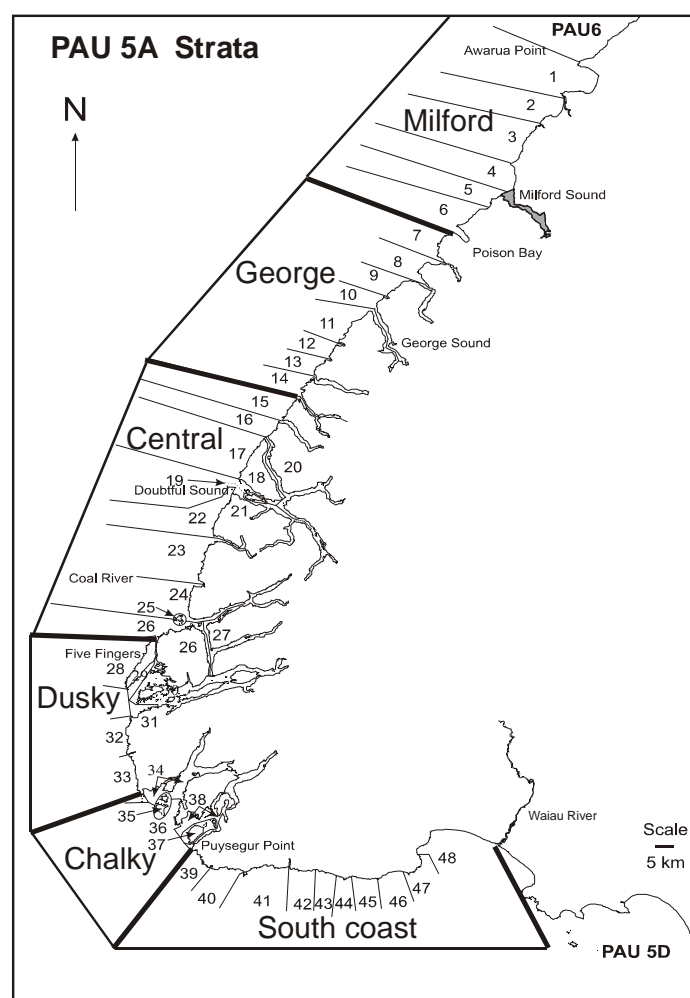 PAU6
PAU 5A Strata
Awarua Point
1
N
2
Milford
3
4
5
Milford Sound
6
7
Poison Bay
8
George
9
10
11
George Sound
12
13
14
15
16
Central
17
20
19
18
Doubtful Sound
21
22
23
Coal River
24
25
26
27
26
Five Fingers
28
Dusky
31
32
34
33
38
35
36
37
Puysegur Point
Waiau River
Scale
5 km
Chalky
39
48
40
41
42
43
44
45
46
47
South coast
PAU 5D